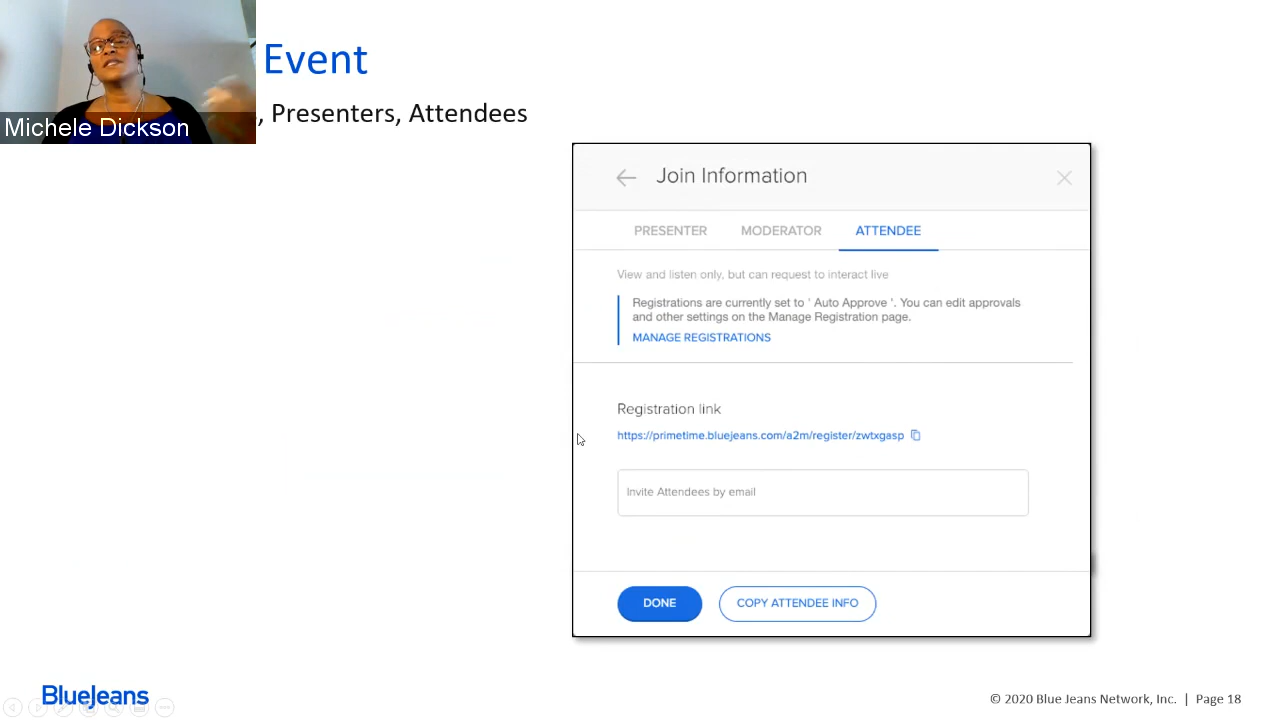 Event
, Presenters, Attendees
Michele Dickson
Join Information
PRESENTER MODERATOR ATTENDEE
View and listen only, but can request to interact live
Registrations are currently set to ' Auto Approve '. You can edit approvals
and other settings on the Manage Registration page.
MANAGE REGISTRATIONS
Registration link
https://primetime.bluejeans.com/a2m/register/zwtxgasp
Invite Attendees by email
DONE COPY ATTENDEE INFO
BlueJeans
© 2020 Blue Jeans Network, Inc. | Page 18